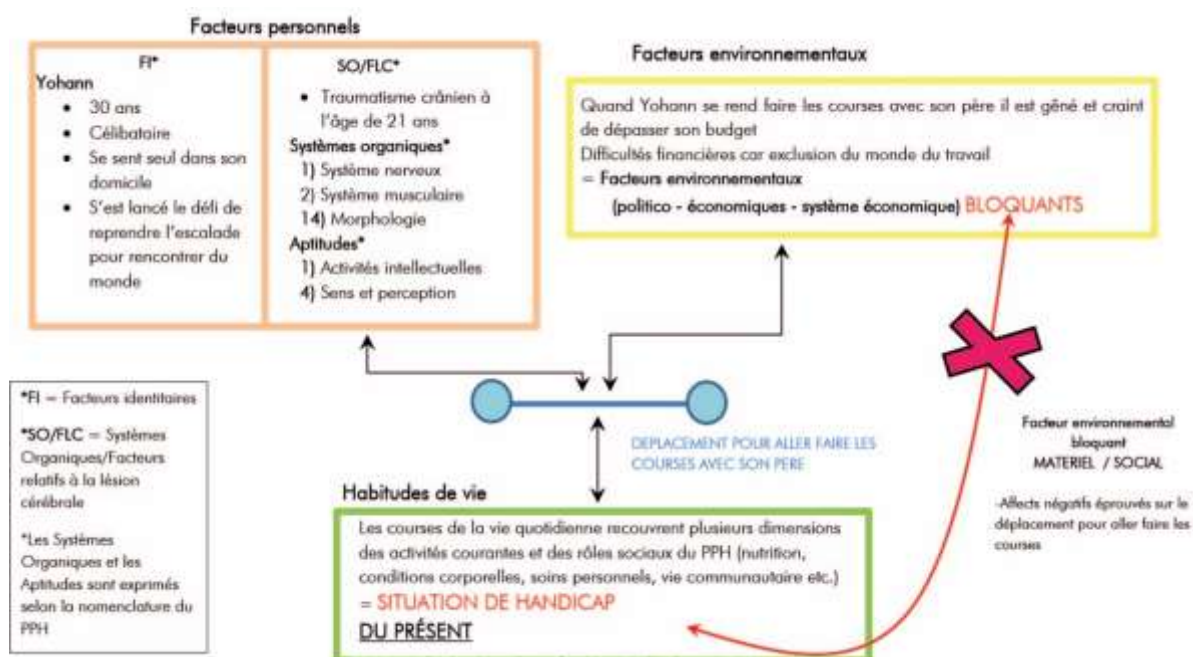 Facteurs personnels
FI*
Yohann
• 30 ans
• Célibataire
• Se sent seul dans son
domicile
• S'est lancé le défi de
reprendre l'escalade
pour rencontrer du
monde
SO/FLC*
• Traumatisme crânien à
l'âge de 21 ans
Systèmes organiques*
1) Système nerveux
2) Système musculaire
14) Morphologie
Aptitudes*
1) Activités intellectuelles
4) Sens et perception
Facteurs environnementaux
Quand Yohann se rend faire les courses avec son père il est gêné et craint
de dépasser son budget
Difficultés financières car exclusion du monde du travail
= Facteurs environnementaux
(politico - économiques - système économique) BLOQUANTS
*FI = Facteurs identitaires
*SO/FLC = Systèmes
Organiques/Facteurs
relatifs à la lésion
cérébrale
*Les Systèmes
Organiques et les
Aptitudes sont exprimés
selon la nomenclature du
PPH
DEPLACEMENT POUR ALLER FAIRE LES
COURSES AVEC SON PERE
Facteur environnemental
bloquant
MATERIEL / SOCIAL
-Affects négatifs éprouvés sur le
déplacement pour aller faire les
courses
Habitudes de vie
Les courses de la vie quotidienne recouvrent plusieurs dimensions
des activités courantes et des rôles sociaux du PPH (nutrition,
conditions corporelles, soins personnels, vie communautaire etc.)
= SITUATION DE HANDICAP
DU PRÉSENT